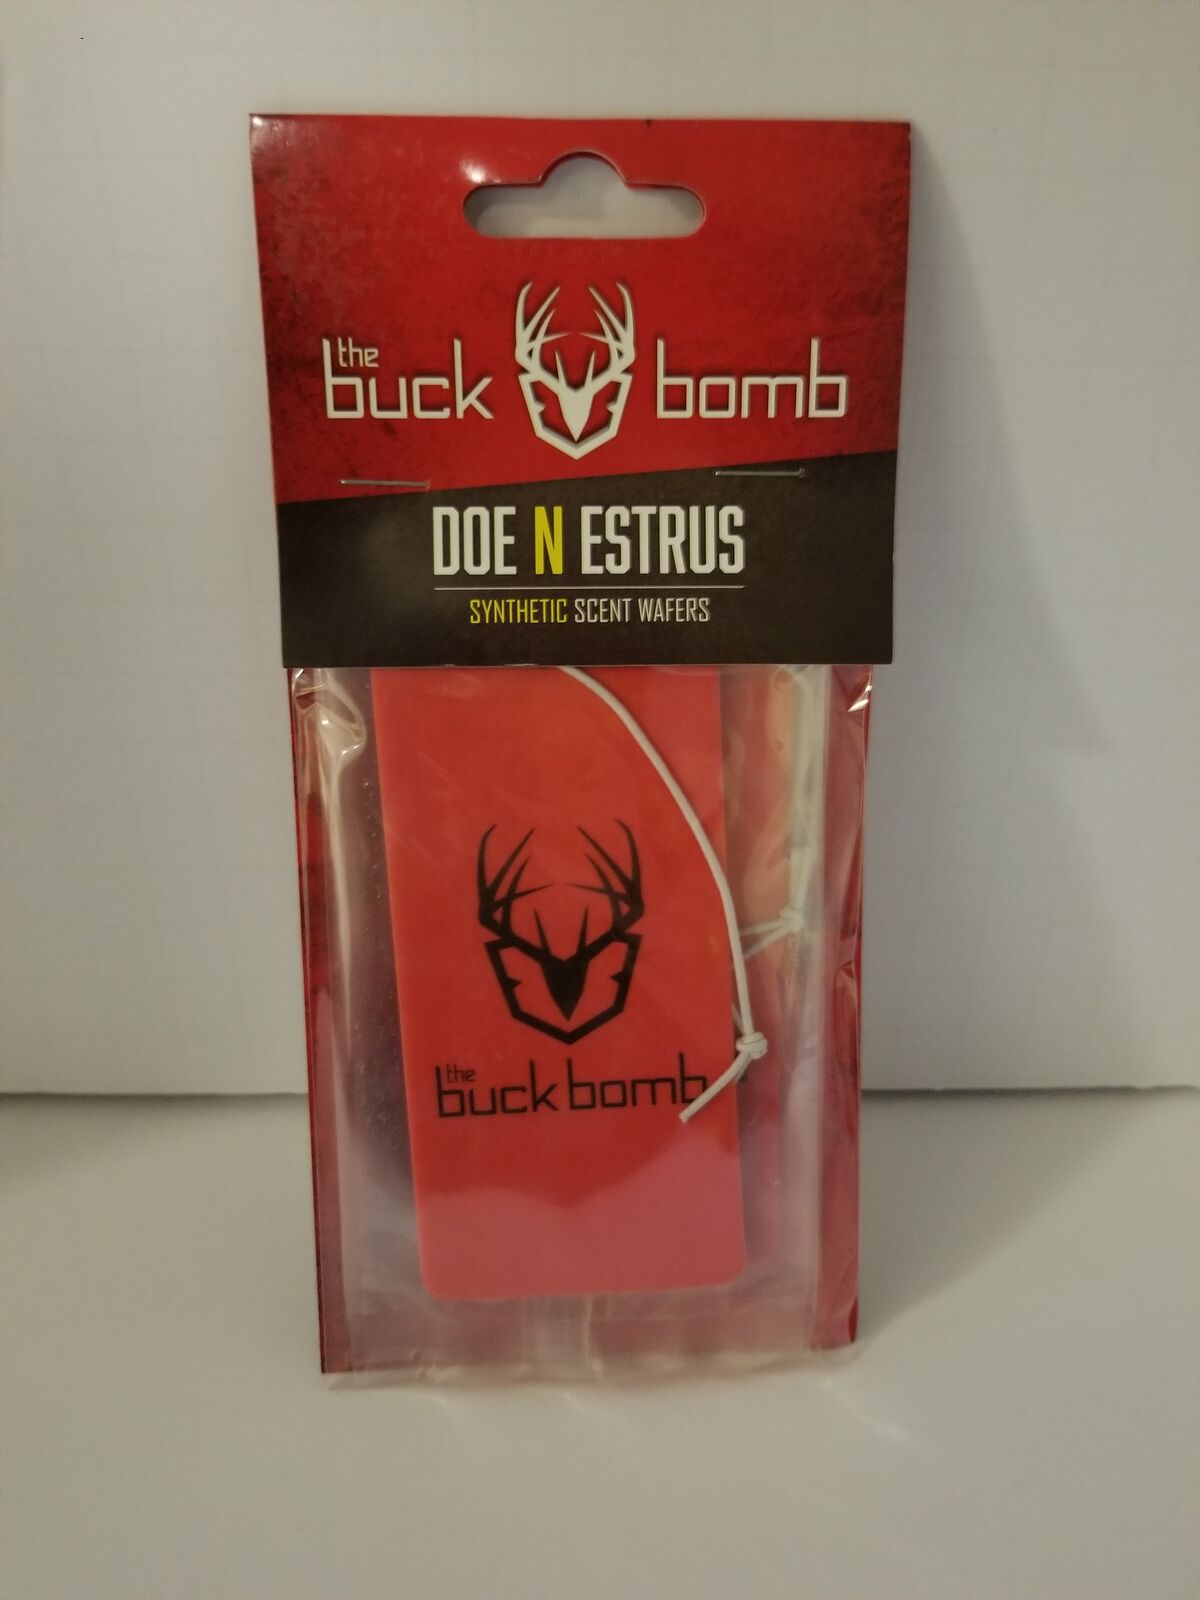 the
buck bomb
DOE N ESTRUS
SYNTHETIC SCENT WAFERS
the
buck bomb